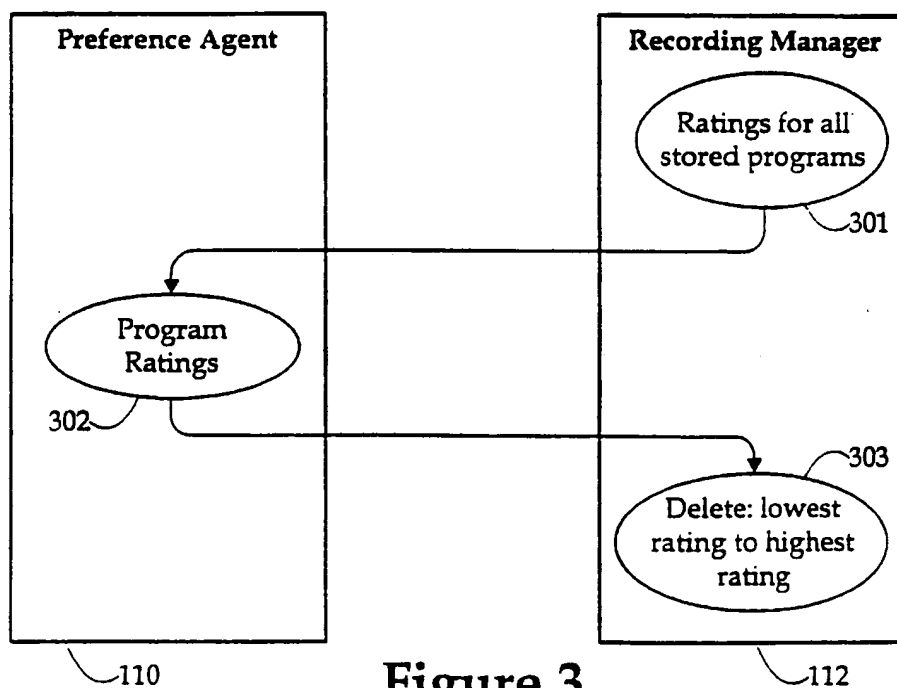 Preference Agent
Recording Manager
Ratings for all
stored programs
301
Program
Ratings
302
303
Delete: lowest
rating to highest
rating
110
Figure 3
112